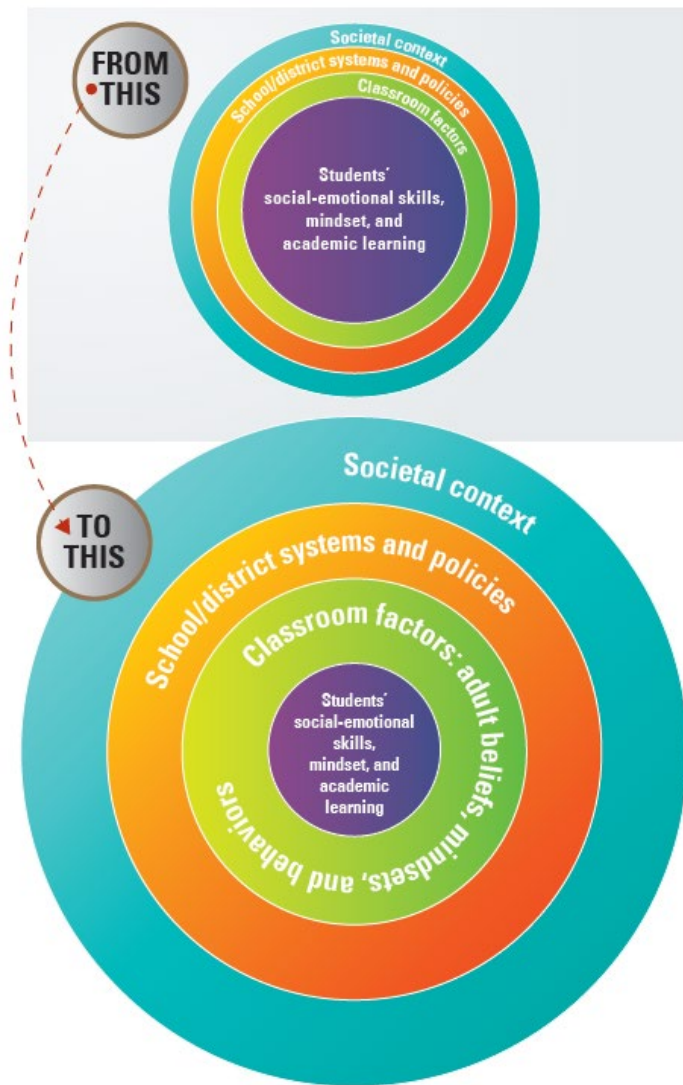 FROM
THIS
Societal context
School/district systems and policies
Classroom factors
Students´
social-emotional skills,
mindset, and
academic learning
TO
THIS
Societal context
School/district systems and policies
Classroom factors: adult beliefs, mindsets, and behaviors
Students´
social-emotional
skills,
mindset, and
academic
learning